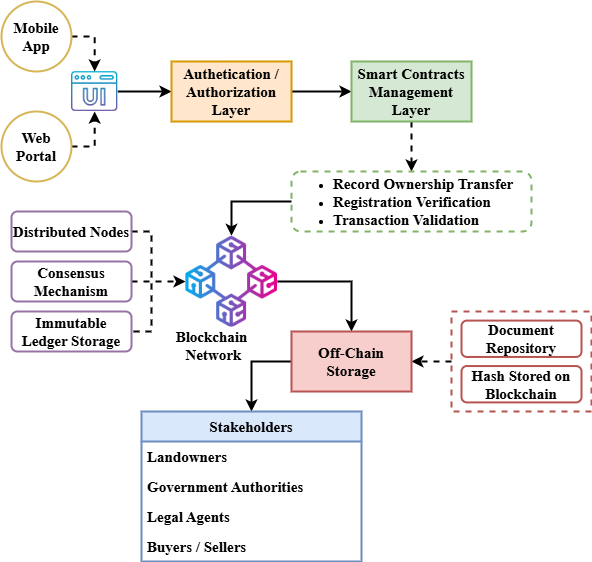 Mobile
App
UI
Web
Portal
Authetication /
Authorization
Layer
Smart Contracts
Management
Layer
• Record Ownership Transfer
• Registration Verification
• Transaction Validation
Distributed Nodes
Consensus
Mechanism
Immutable
Ledger Storage
Blockchain
Network
Off-Chain
Storage
Document
Repository
Hash Stored on
Blockchain
Stakeholders
Landowners
Government Authorities
Legal Agents
Buyers / Sellers